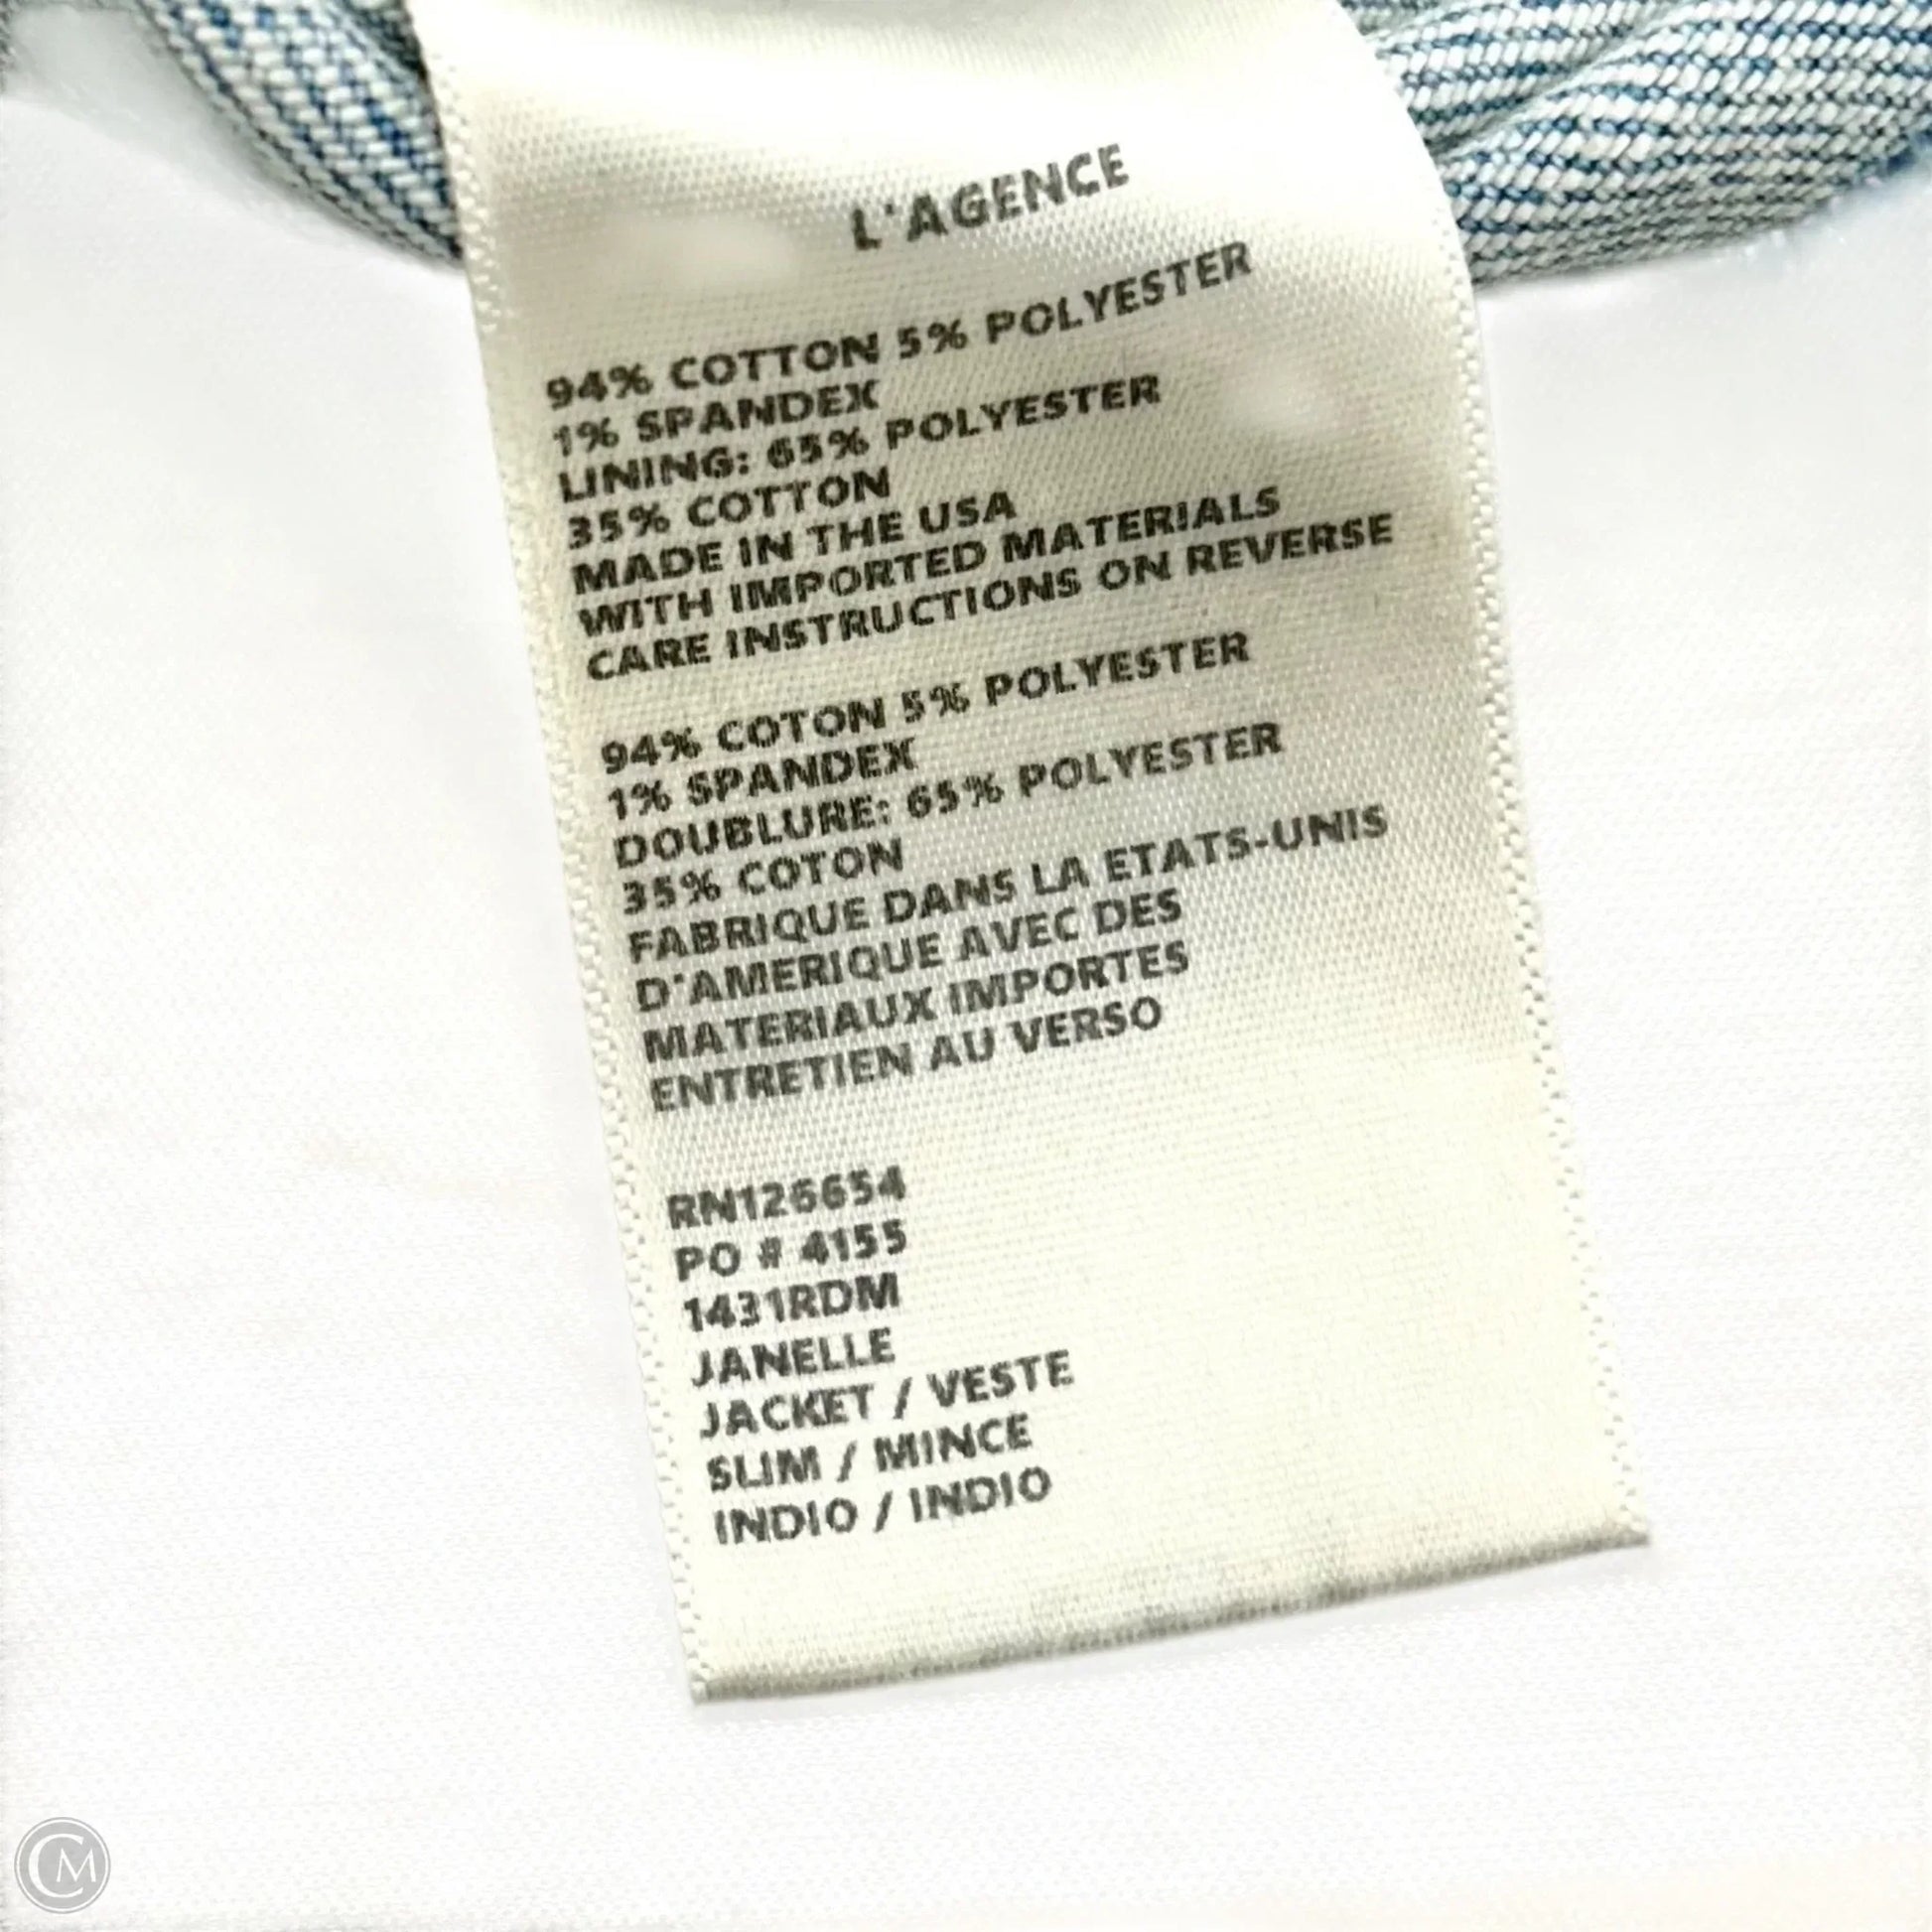 L'AGENCE
94% COTTON 5% POLYESTER
1% SPANDEX
LINING: 65% POLYESTER
35% COTTON
MADE IN THE USA
WITH IMPORTED MATERIALS
CARE INSTRUCTIONS ON REVERSE
94% COTON 5% POLYESTER
1% SPANDEX
DOUBLURE: 65% POLYESTER
35% COTON
FABRIQUE DANS LA ETATS-UNIS
D'AMERIQUE AVEC DES
MATERIAUX IMPORTES
ENTRETIEN AU VERSO
RN126654
PO # 4155
1431RDM
JANELLE
JACKET / VESTE
SLIM / MINCE
INDIO / INDIO
CM